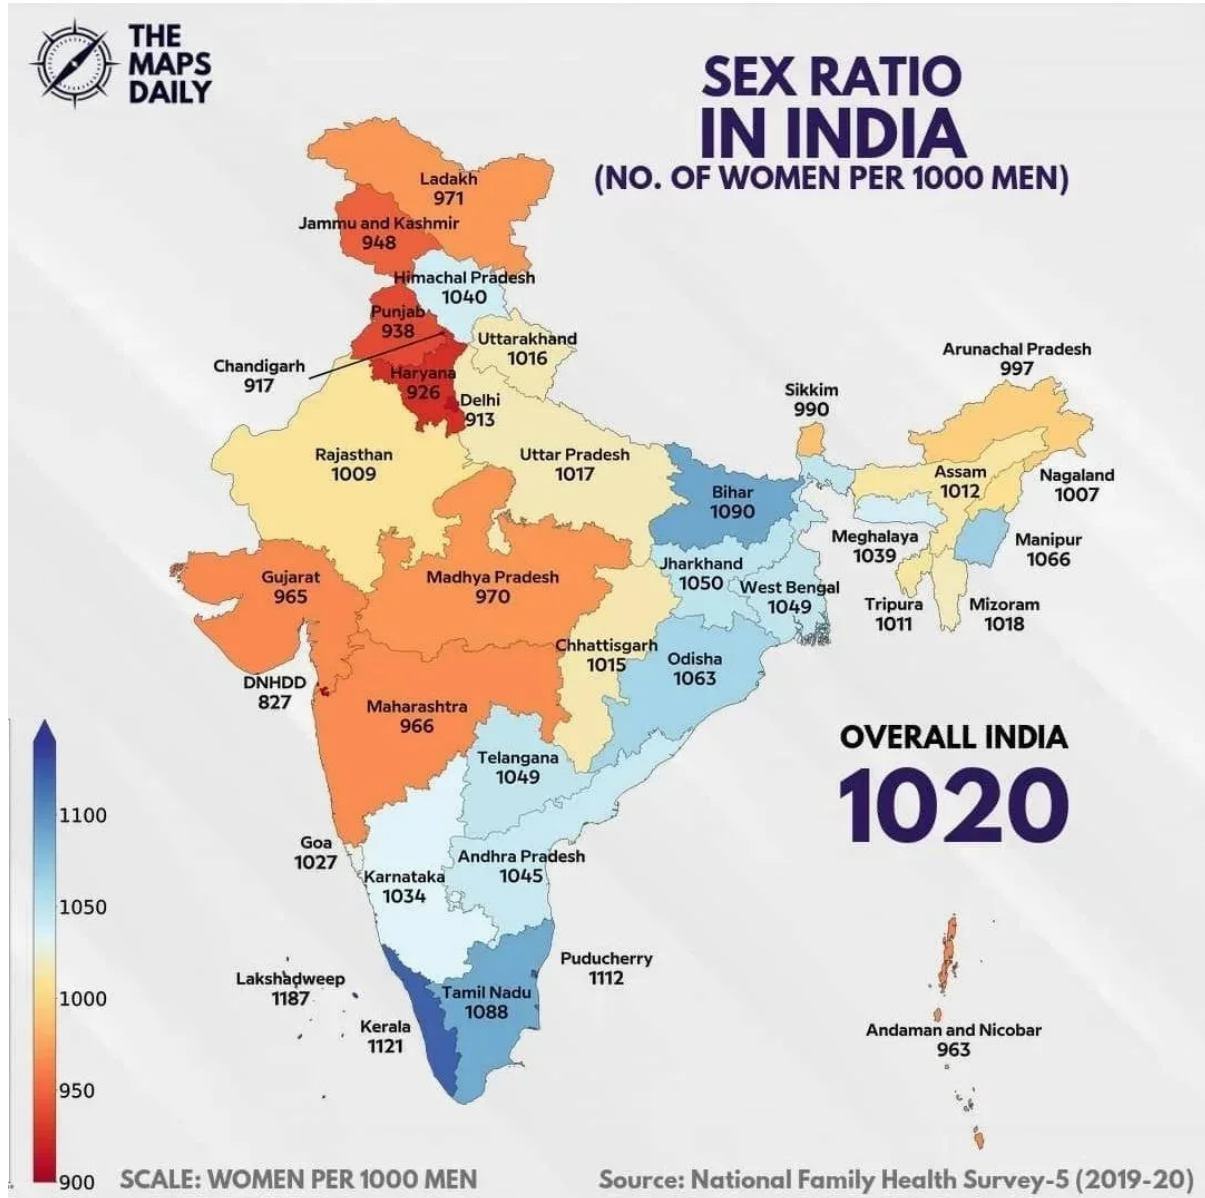 THE
MAPS
DAILY
SEX RATIO
IN INDIA
(NO. OF WOMEN PER 1000 MEN)
Ladakh
971
Jammu and Kashmir
948
Himachal Pradesh
1040
Punjab
938
Uttarakhand
1016
Chandigarh
917
Haryana
926
Delhi
913
Arunachal Pradesh
997
Sikkim
990
Rajasthan
1009
Uttar Pradesh
1017
Bihar
1090
Assam
1012
Nagaland
1007
Meghalaya
1039
Manipur
1066
Gujarat
965
Madhya Pradesh
970
Jharkhand
1050
West Bengal
1049
Tripura
1011
Mizoram
1018
Chhattisgarh
1015
Odisha
1063
DNHDD
827
Maharashtra
966
Telangana
1049
OVERALL INDIA
1020
Goa
1027
Karnataka
1034
Andhra Pradesh
1045
Lakshadweep
1187
Kerala
1121
Tamil Nadu
1088
Puducherry
1112
Andaman and Nicobar
963
1100
1050
1000
950
900
SCALE: WOMEN PER 1000 MEN
Source: National Family Health Survey-5 (2019-20)